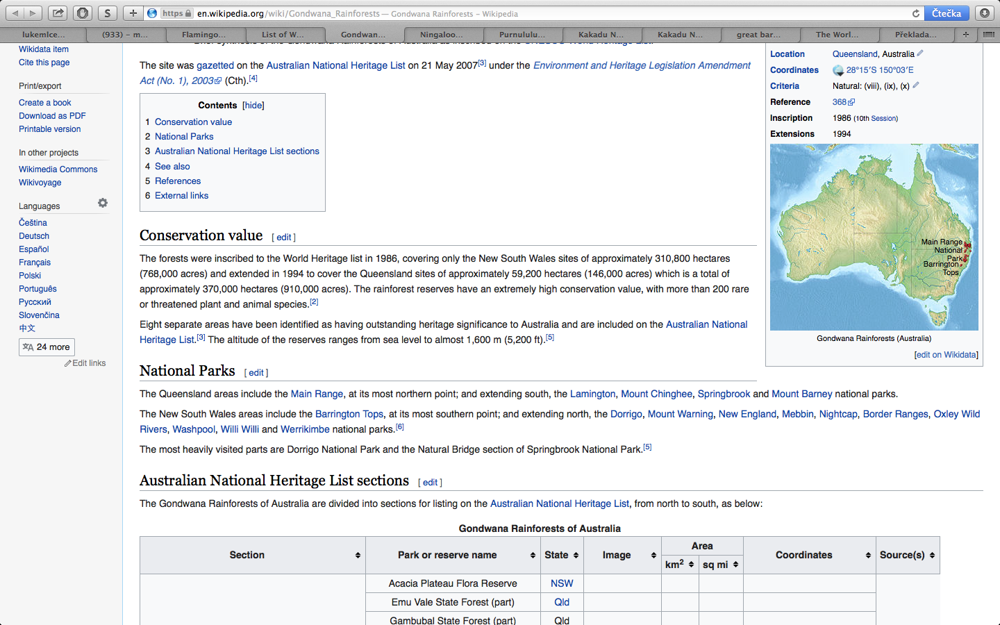 https en.wikipedia.org/wiki/Gondwana_Rainforests — Gondwana Rainforests – Wikipedia
Čtečka
S
lukemlce...
(933) – m...
Flamingo...
List of W...
Gondwan...
Ningaloo...
Purnululu...
Kakadu N...
Kakadu N...
great bar...
The Worl...
Překlada...
Wikidata item
Cite this page
Print/export
Create a book
Download as PDF
Printable version
In other projects
Wikimedia Commons
Wikivoyage
Languages
Čeština
Deutsch
Español
Français
Polski
Português
Русский
Slovenčina
中文
24 more
Edit links
The site was gazetted on the Australian National Heritage List on 21 May 2007[3] under the Environment and Heritage Legislation Amendment
Act (No. 1), 2003 (Cth).[4]
Contents [hide]
1 Conservation value
2 National Parks
3 Australian National Heritage List sections
4 See also
5 References
6 External links
Conservation value [ edit ]
The forests were inscribed to the World Heritage list in 1986, covering only the New South Wales sites of approximately 310,800 hectares
(768,000 acres) and extended in 1994 to cover the Queensland sites of approximately 59,200 hectares (146,000 acres) which is a total of
approximately 370,000 hectares (910,000 acres). The rainforest reserves have an extremely high conservation value, with more than 200 rare
or threatened plant and animal species.[2]
Eight separate areas have been identified as having outstanding heritage significance to Australia and are included on the Australian National
Heritage List.[3] The altitude of the reserves ranges from sea level to almost 1,600 m (5,200 ft).[5]
National Parks [ edit ]
The Queensland areas include the Main Range, at its most northern point; and extending south, the Lamington, Mount Chinghee, Springbrook and Mount Barney national parks.
The New South Wales areas include the Barrington Tops, at its most southern point; and extending north, the Dorrigo, Mount Warning, New England, Mebbin, Nightcap, Border Ranges, Oxley Wild
Rivers, Washpool, Willi Willi and Werrikimbe national parks.[6]
The most heavily visited parts are Dorrigo National Park and the Natural Bridge section of Springbrook National Park.[5]
Australian National Heritage List sections [ edit ]
The Gondwana Rainforests of Australia are divided into sections for listing on the Australian National Heritage List, from north to south, as below:
Gondwana Rainforests of Australia
Section
Park or reserve name
State
Image
Area
km2
sq mi
Coordinates
Source(s)
Acacia Plateau Flora Reserve NSW
Emu Vale State Forest (part) Qld
Gambubal State Forest (part) Qld
Location Queensland, Australia
Coordinates 28°15′S 150°03′E
Criteria Natural: (viii), (ix), (x)
Reference 368
Inscription 1986 (10th Session)
Extensions 1994
Main Range
National
Park
Barrington
Tops
Gondwana Rainforests (Australia)
[edit on Wikidata]